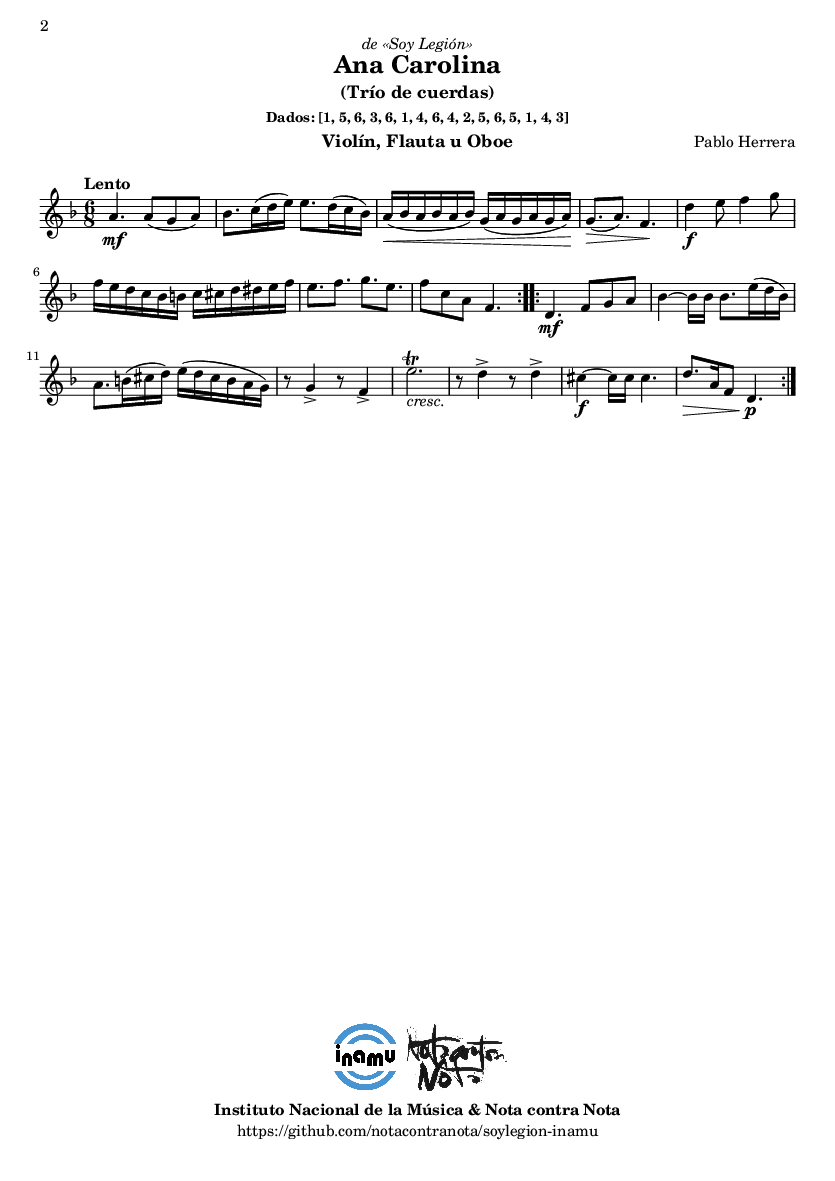 2
de «Soy Legión»
Ana Carolina
(Trío de cuerdas)
Dados: [1, 5, 6, 3, 6, 1, 4, 6, 4, 2, 5, 6, 5, 1, 4, 3]
Violín, Flauta u Oboe
Pablo Herrera
Lento
6
8
mf
f
6
mf
11
cresc.
f
p
inamu
Nota contra
Nota
Instituto Nacional de la Música & Nota contra Nota
https://github.com/notacontranota/soylegion-inamu